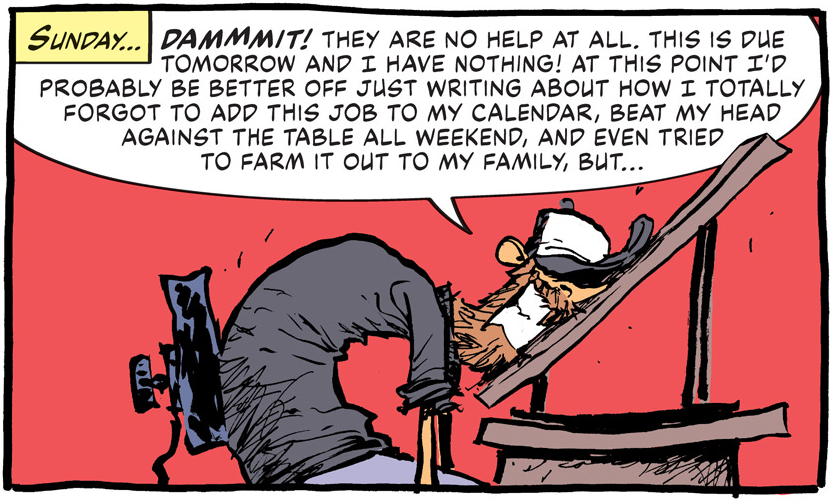 SUNDAY...
DAMMMIT! THEY ARE NO HELP AT ALL. THIS IS DUE
TOMORROW AND I HAVE NOTHING! AT THIS POINT I'D
PROBABLY BE BETTER OFF JUST WRITING ABOUT HOW I TOTALLY
FORGOT TO ADD THIS JOB TO MY CALENDAR, BEAT MY HEAD
AGAINST THE TABLE ALL WEEKEND, AND EVEN TRIED
TO FARM IT OUT TO MY FAMILY, BUT...